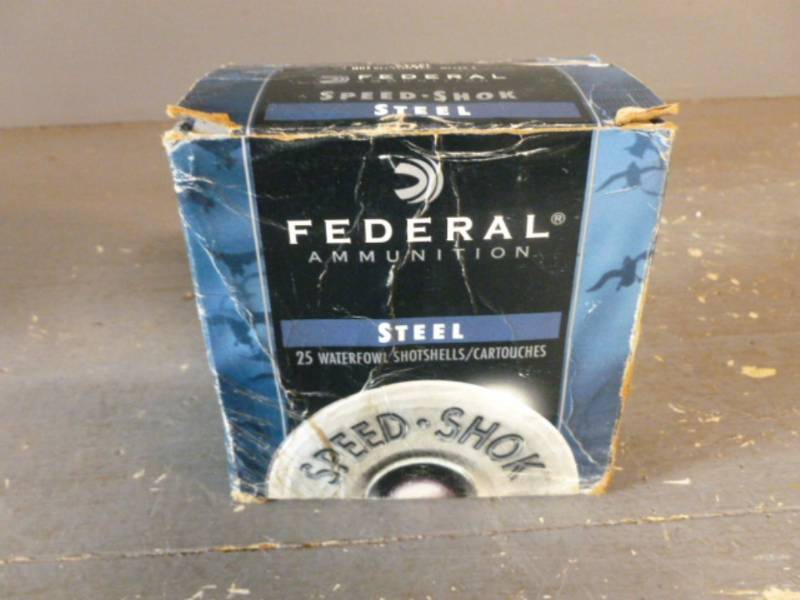 FEDERAL
SPEED-SHOK
STEEL
FEDERAL®
AMMUNITION
STEEL
25 WATERFOWL SHOTSHELLS/CARTOUCHES
SPEED·SHOK